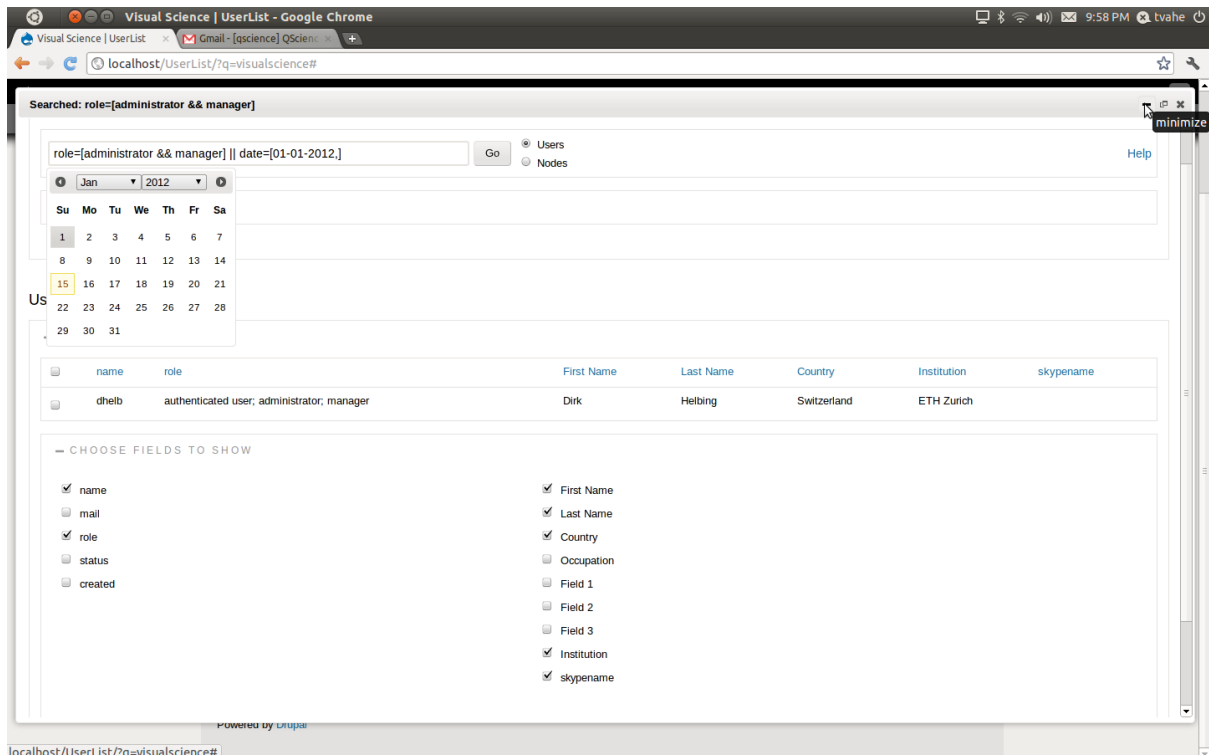 Visual Science | UserList - Google Chrome
9:58 PM tvahe
Visual Science | UserList
Gmail - [qscience] QScienc
localhost/UserList/?q=visualscience#
Searched: role=[administrator && manager]
minimize
role=[administrator && manager] || date=[01-01-2012,]
Go
Users
Nodes
Help
Jan 2012
Su Mo Tu We Th Fr Sa
1 2 3 4 5 6 7
8 9 10 11 12 13 14
15 16 17 18 19 20 21
22 23 24 25 26 27 28
29 30 31
Us
name role First Name Last Name Country Institution skypename
dhelb authenticated user; administrator; manager Dirk Helbing Switzerland ETH Zurich
CHOOSE FIELDS TO SHOW
name
mail
role
status
created
First Name
Last Name
Country
Occupation
Field 1
Field 2
Field 3
Institution
skypename
Powered by Drupal
localhost/UserList/?q=visualscience#